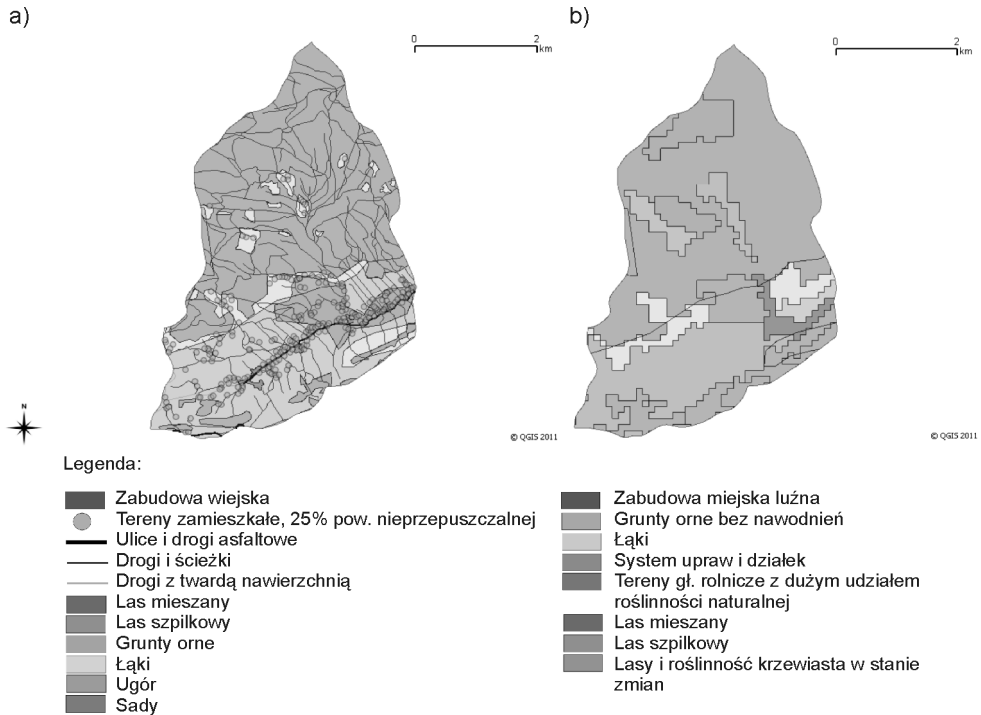 a)
0 2
km
b)
0 2
km
N
© QGIS 2011
© QGIS 2011
Legenda:
Zabudowa wiejska
Tereny zamieszkałe, 25% pow. nieprzepuszczalnej
Ulice i drogi asfaltowe
Drogi i ścieżki
Drogi z twardą nawierzchnią
Las mieszany
Las szpilkowy
Grunty orne
Łąki
Ugór
Sady
Zabudowa miejska luźna
Grunty orne bez nawodnień
Łąki
System upraw i działek
Tereny gł. rolnicze z dużym udziałem
roślinności naturalnej
Las mieszany
Las szpilkowy
Lasy i roślinność krzewiasta w stanie
zmian